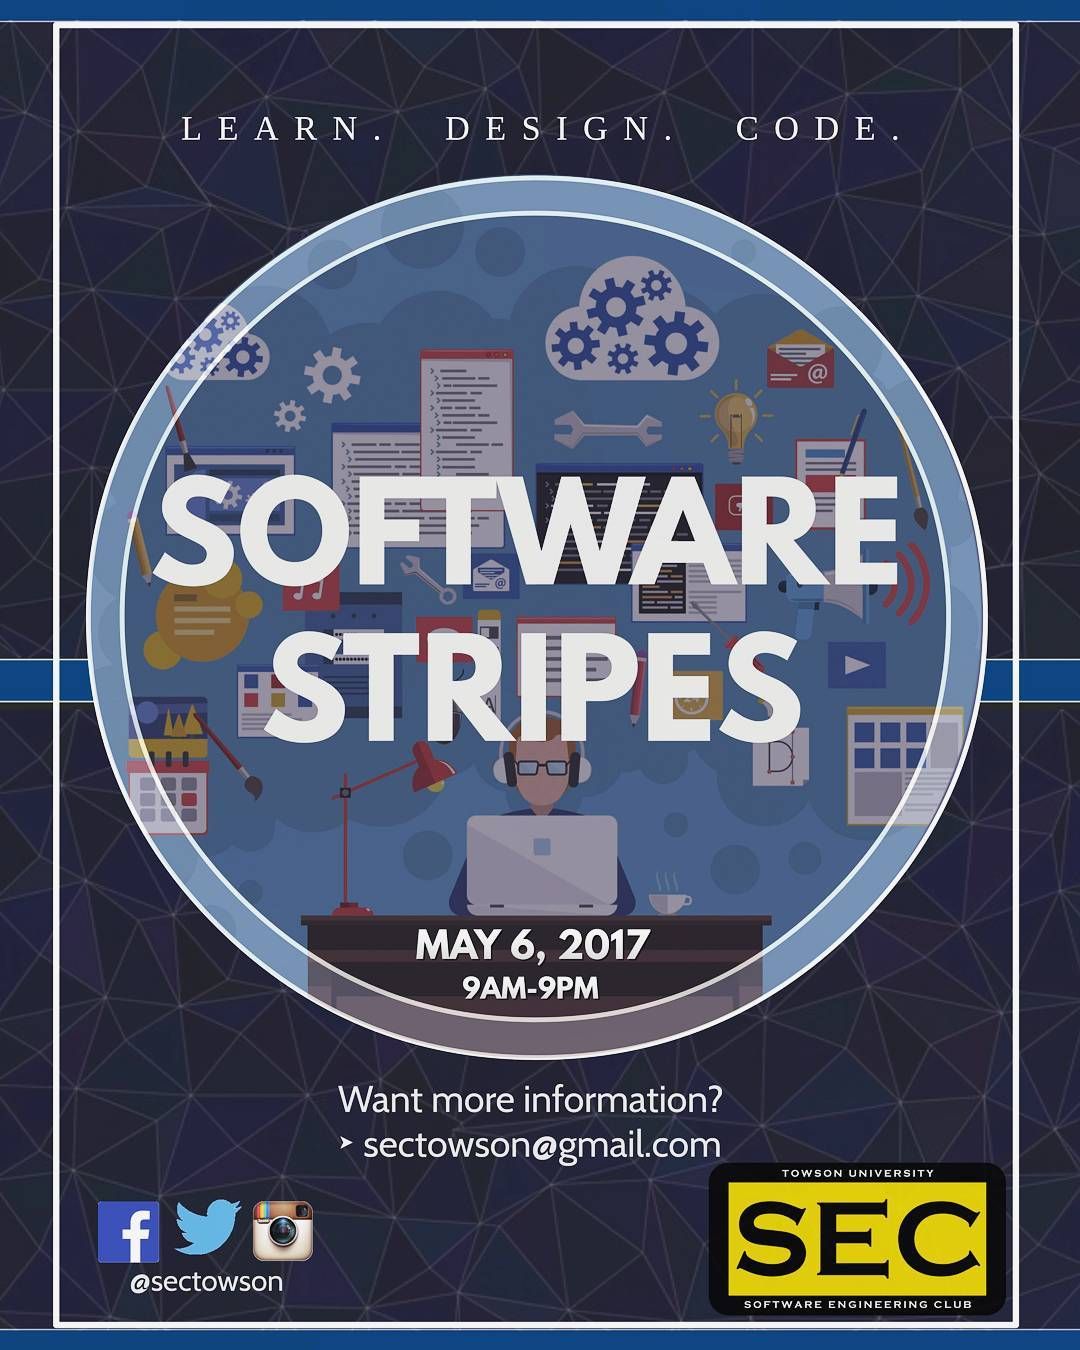 LEARN. DESIGN. CODE.
SOFTWARE
STRIPES
MAY 6, 2017
9AM-9PM
Want more information?
➤ sectowson@gmail.com
@sectowson
TOWSON UNIVERSITY
SEC
SOFTWARE ENGINEERING CLUB